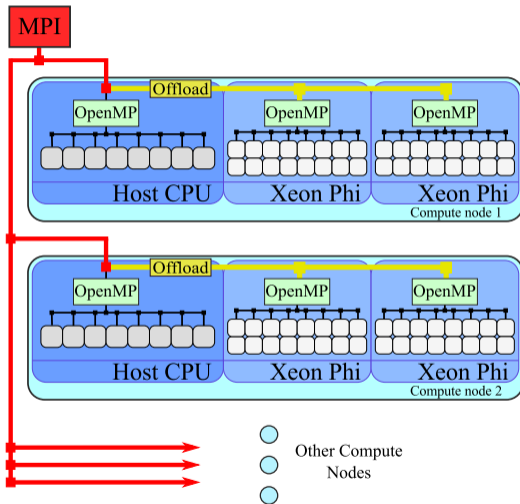 MPI
Offload
OpenMP
OpenMP
OpenMP
Host CPU
Xeon Phi
Xeon Phi
Compute node 1
Offload
OpenMP
OpenMP
OpenMP
Host CPU
Xeon Phi
Xeon Phi
Compute node 2
Other Compute
Nodes